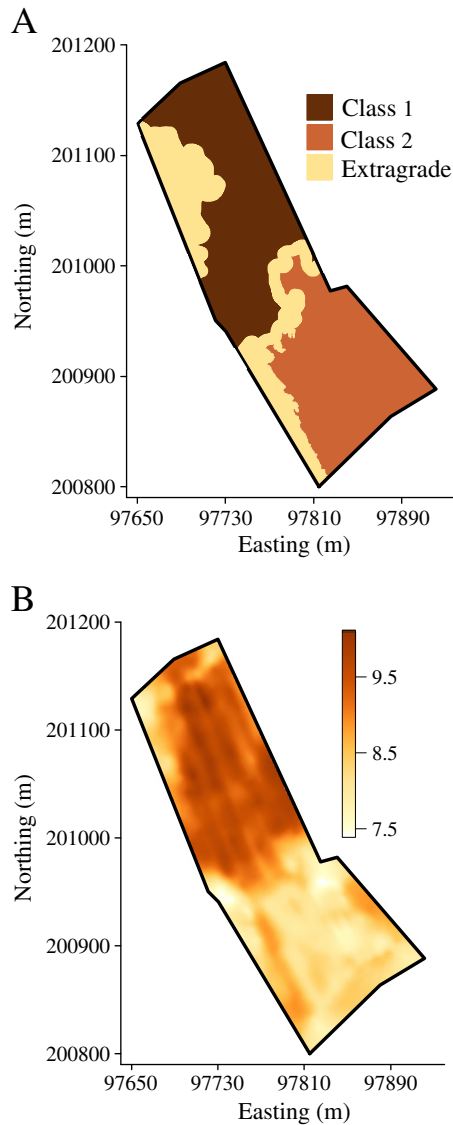 A
201200
201100
201000
200900
200800
Northing (m)
Class 1
Class 2
Extragrade
97650 97730 97810 97890
Easting (m)
B
201200
201100
201000
200900
200800
Northing (m)
9.5
8.5
7.5
97650 97730 97810 97890
Easting (m)